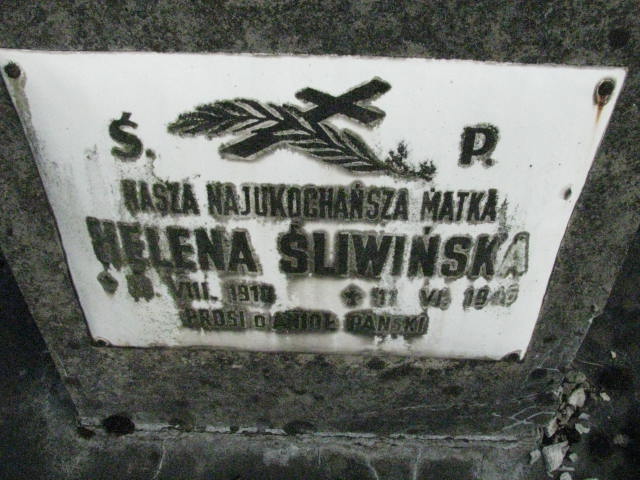 Ś. P.
NASZA NAJUKOCHAŃSZA MATKA
HELENA ŚLIWIŃSKA
VIII. VI.
PROSI O ANIOŁ PAŃSKI